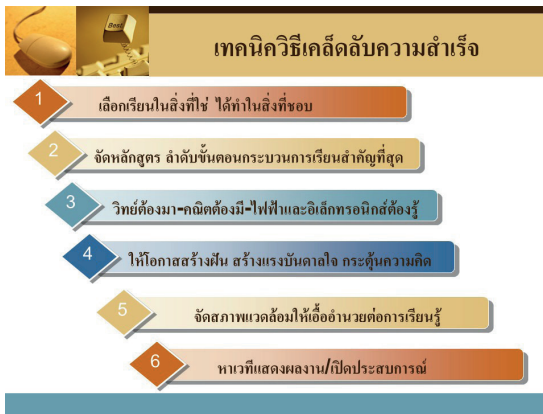 Best
เทคนิควิธีเคล็ดลับความสำเร็จ
1 เลือกเรียนในสิ่งที่ใช่ ได้ทำในสิ่งที่ชอบ
2 จัดหลักสูตร ลำดับขั้นตอนกระบวนการเรียนสำคัญที่สุด
3 วิทย์ต้องมา-คณิตต้องมี-ไฟฟ้าและอิเล็กทรอนิกส์ต้องรู้
4 ให้โอกาสสร้างฝัน สร้างแรงบันดาลใจ กระตุ้นความคิด
5 จัดสภาพแวดล้อมให้เอื้ออำนวยต่อการเรียนรู้
6 หาเวทีแสดงผลงาน/เปิดประสบการณ์